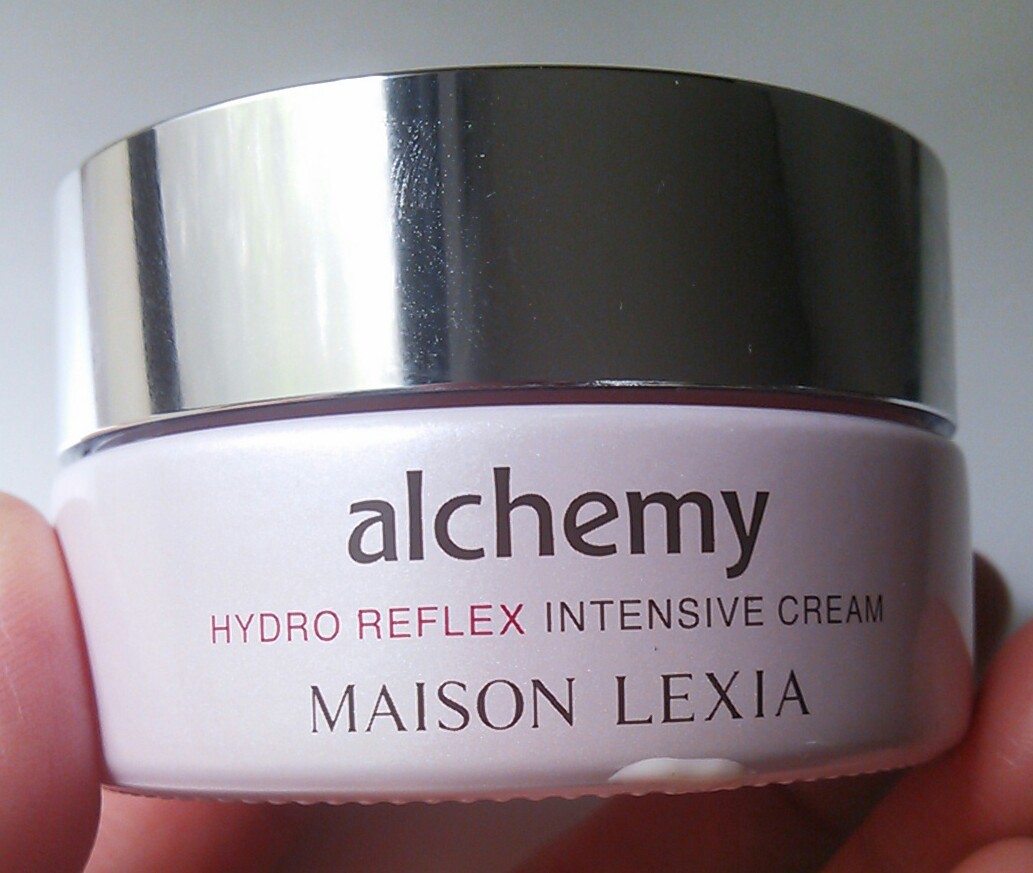 alchemy
HYDRO REFLEX INTENSIVE CREAM
MAISON LEXIA